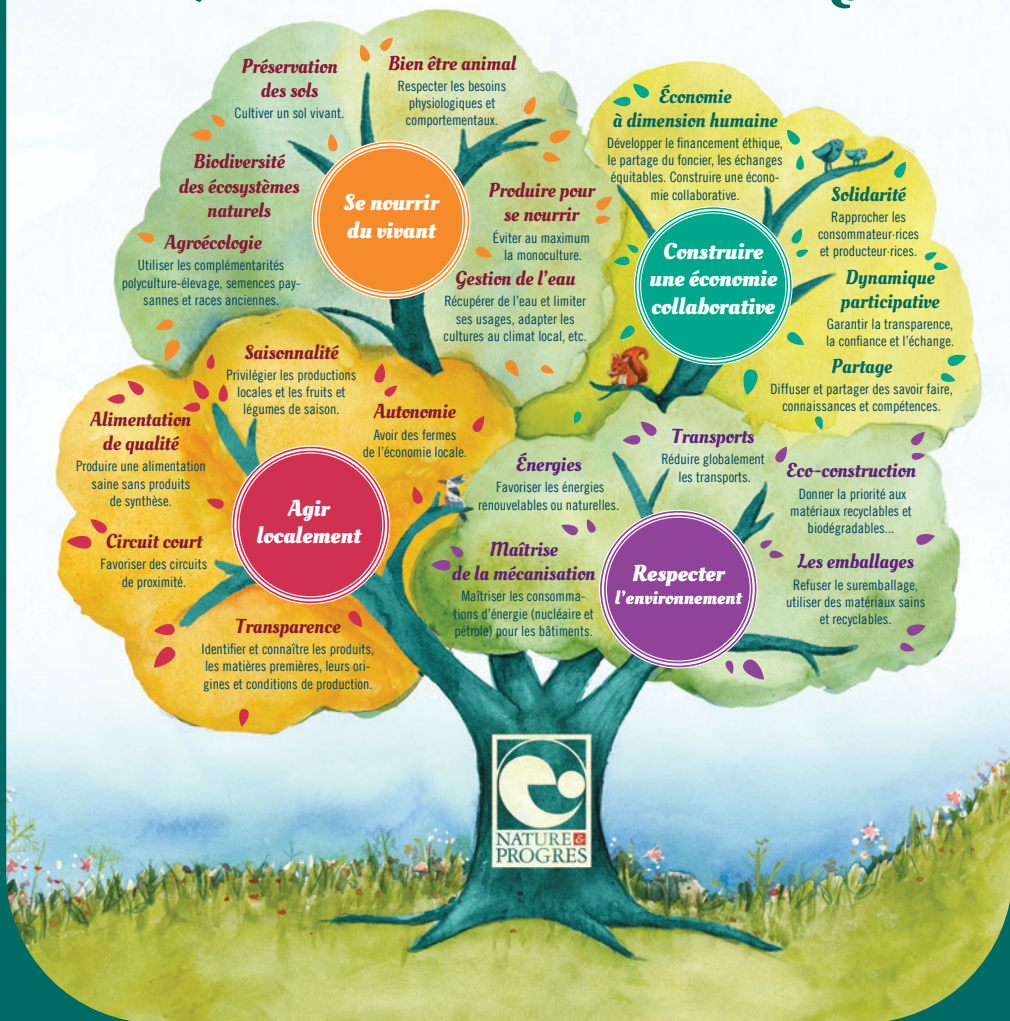 Se nourrir
du vivant
Préservation
des sols
Cultiver un sol vivant.
Bien être animal
Respecter les besoins
physiologiques et
comportementaux.
Biodiversité
des écosystèmes
naturels
Agroécologie
Utiliser les complémentarités
polyculture-élevage, semences pay-
sannes et races anciennes.
Produire pour
se nourrir
Éviter au maximum
la monoculture.
Gestion de l'eau
Récupérer de l'eau et limiter
ses usages, adapter les
cultures au climat local, etc.
Construire
une économie
collaborative
Économie
à dimension humaine
Développer le financement éthique,
le partage du foncier, les échanges
équitables. Construire une écono-
mie collaborative.
Solidarité
Rapprocher les
consommateur·rices
et producteur·rices.
Dynamique
participative
Garantir la transparence,
la confiance et l'échange.
Partage
Diffuser et partager des savoir faire,
connaissances et compétences.
Agir
localement
Saisonnalité
Privilégier les productions
locales et les fruits et
légumes de saison.
Autonomie
Avoir des fermes
de l'économie locale.
Alimentation
de qualité
Produire une alimentation
saine sans produits
de synthèse.
Circuit court
Favoriser des circuits
de proximité.
Transparence
Identifier et connaître les produits,
les matières premières, leurs ori-
gines et conditions de production.
Respecter
l'environnement
Énergies
Favoriser les énergies
renouvelables ou naturelles.
Transports
Réduire globalement
les transports.
Eco-construction
Donner la priorité aux
matériaux recyclables et
biodégradables...
Maîtrise
de la mécanisation
Maîtriser les consomma-
tions d'énergie (nucléaire et
pétrole) pour les bâtiments.
Les emballages
Refuser le suremballage,
utiliser des matériaux sains
et recyclables.
NATURE &
PROGRES